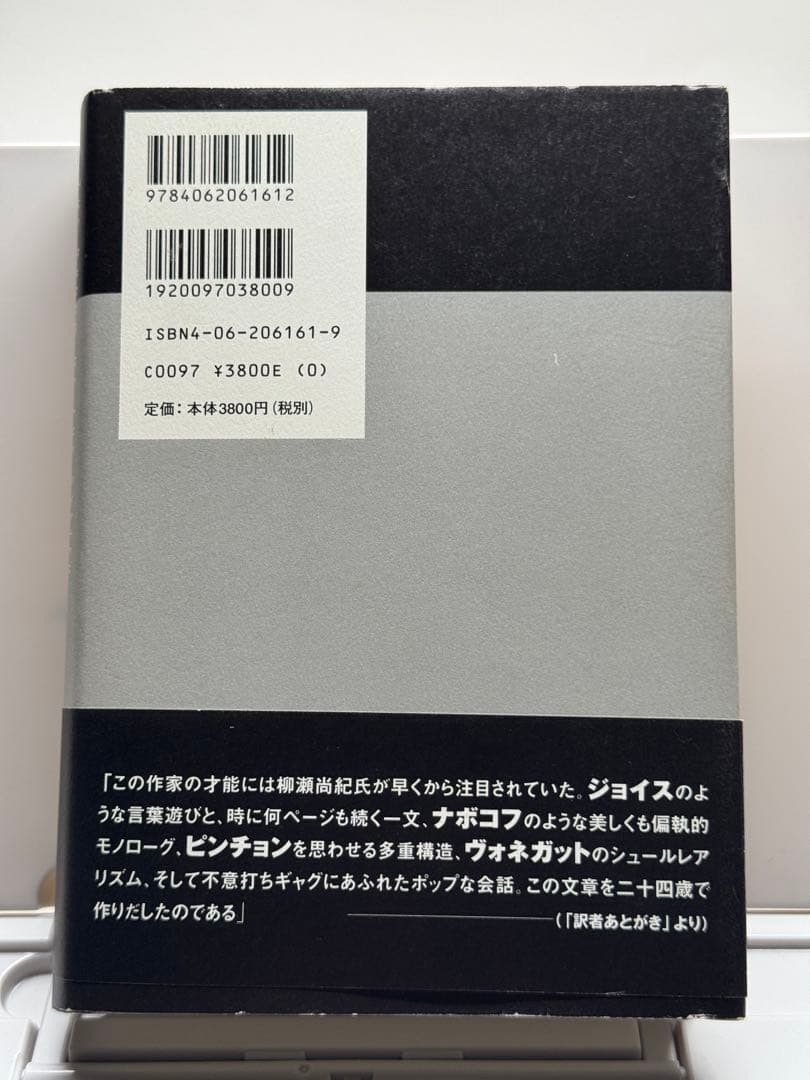 9784062061612
1920097038009
ISBN4-06-206161-9
C0097 ¥3800E (0)
定価：本体3800円（税別）
「この作家の才能には柳瀬尚紀氏が早くから注目されていた。ジョイスのよ
うな言葉遊びと、時に何ページも続く一文、ナボコフのような美しくも偏執的
モノローグ、ピンチョンを思わせる多重構造、ヴォネガットのシュールレア
リズム、そして不意打ちギャグにあふれたポップな会話。この文章を二十四歳で
作りだしたのである」
（「訳者あとがき」より）